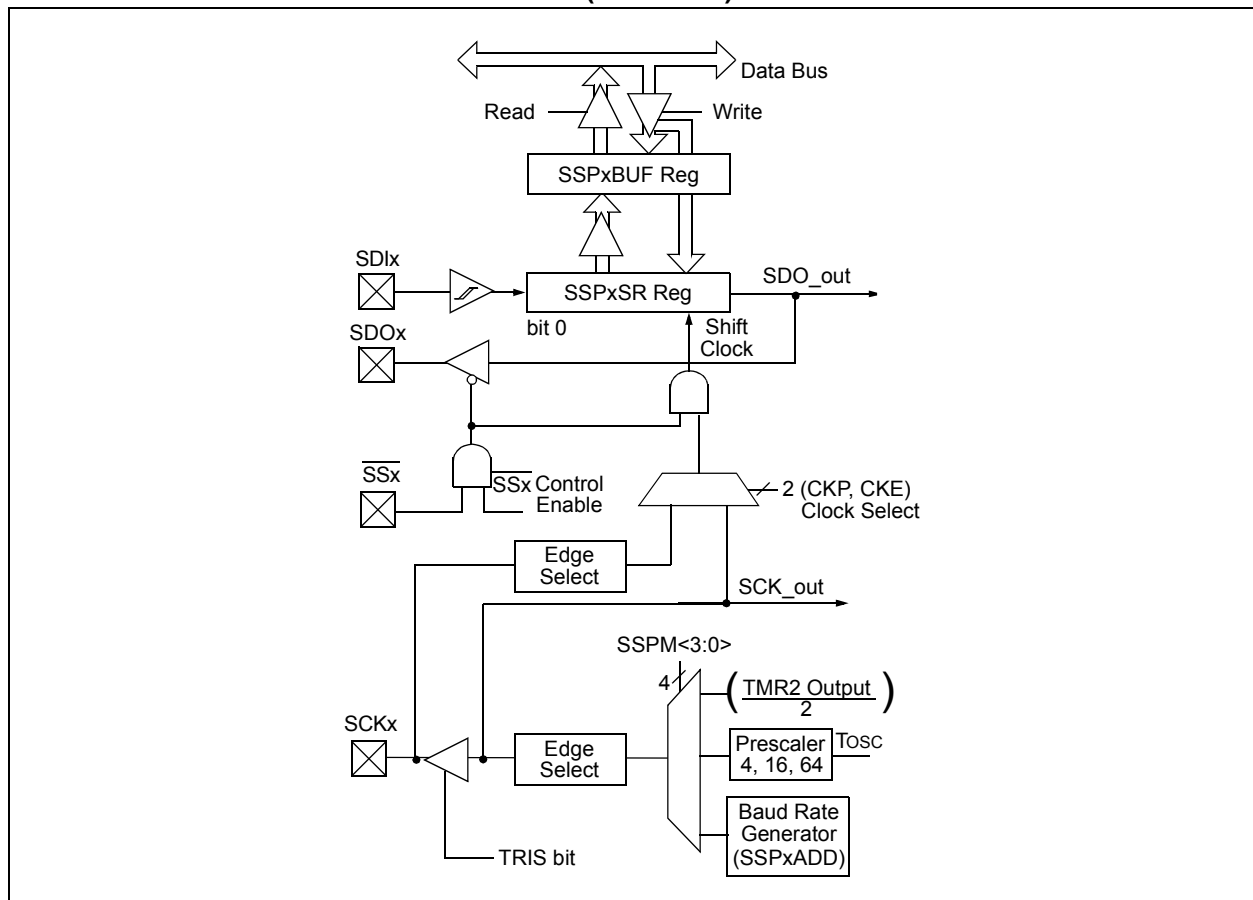 Data Bus
Read
Write
SSPxBUF Reg
SDIx
SDO_out
SSPxSR Reg
bit 0
Shift
Clock
SDOx
SSx
SSx Control
Enable
2 (CKP, CKE)
Clock Select
Edge
Select
SCK_out
SSPM<3:0>
4
( TMR2 Output )
2
SCKx
Edge
Select
Prescaler
4, 16, 64
TOSC
Baud Rate
Generator
(SSPxADD)
TRIS bit